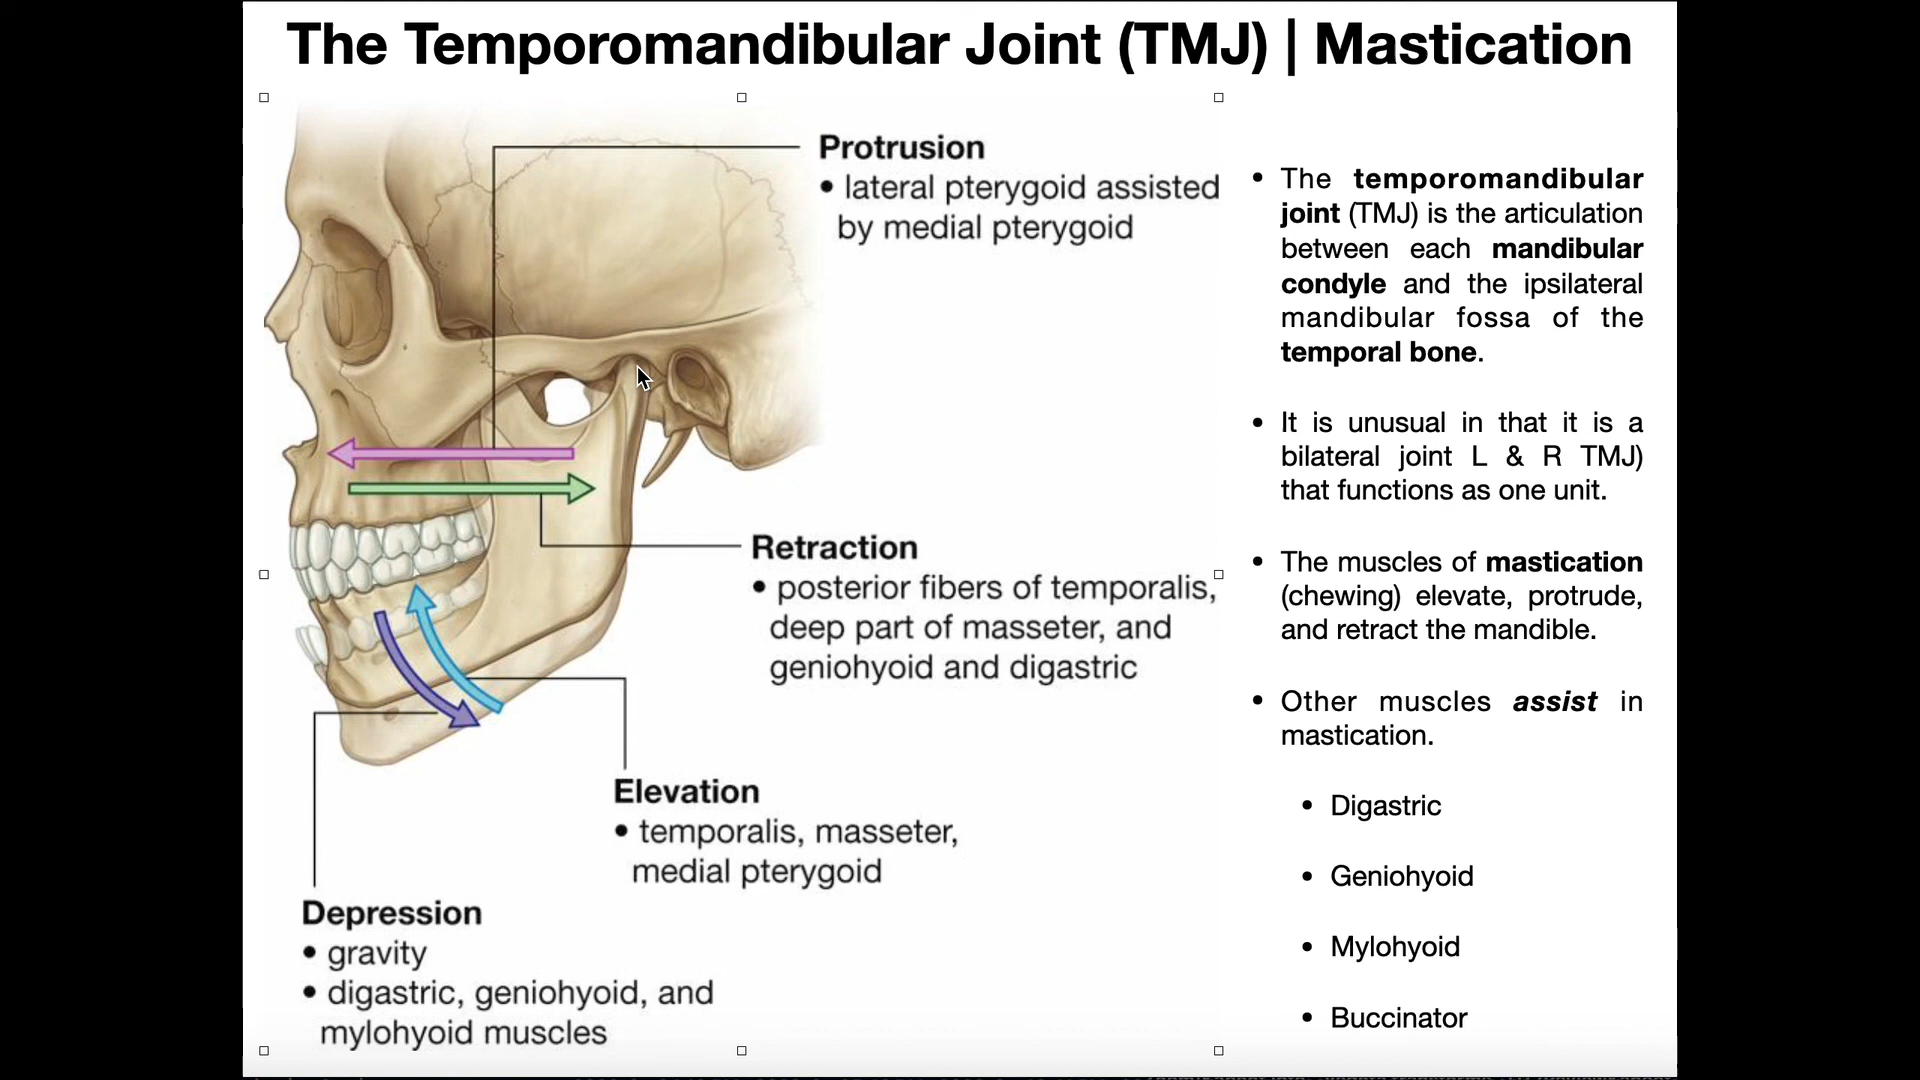 The Temporomandibular Joint (TMJ) | Mastication
Protrusion
• lateral pterygoid assisted
by medial pterygoid
Retraction
• posterior fibers of temporalis,
deep part of masseter, and
geniohyoid and digastric
Elevation
• temporalis, masseter,
medial pterygoid
Depression
• gravity
• digastric, geniohyoid, and
mylohyoid muscles
• The temporomandibular
joint (TMJ) is the articulation
between each mandibular
condyle and the ipsilateral
mandibular fossa of the
temporal bone.
• It is unusual in that it is a
bilateral joint L & R TMJ)
that functions as one unit.
• The muscles of mastication
(chewing) elevate, protrude,
and retract the mandible.
• Other muscles assist in
mastication.
• Digastric
• Geniohyoid
• Mylohyoid
• Buccinator